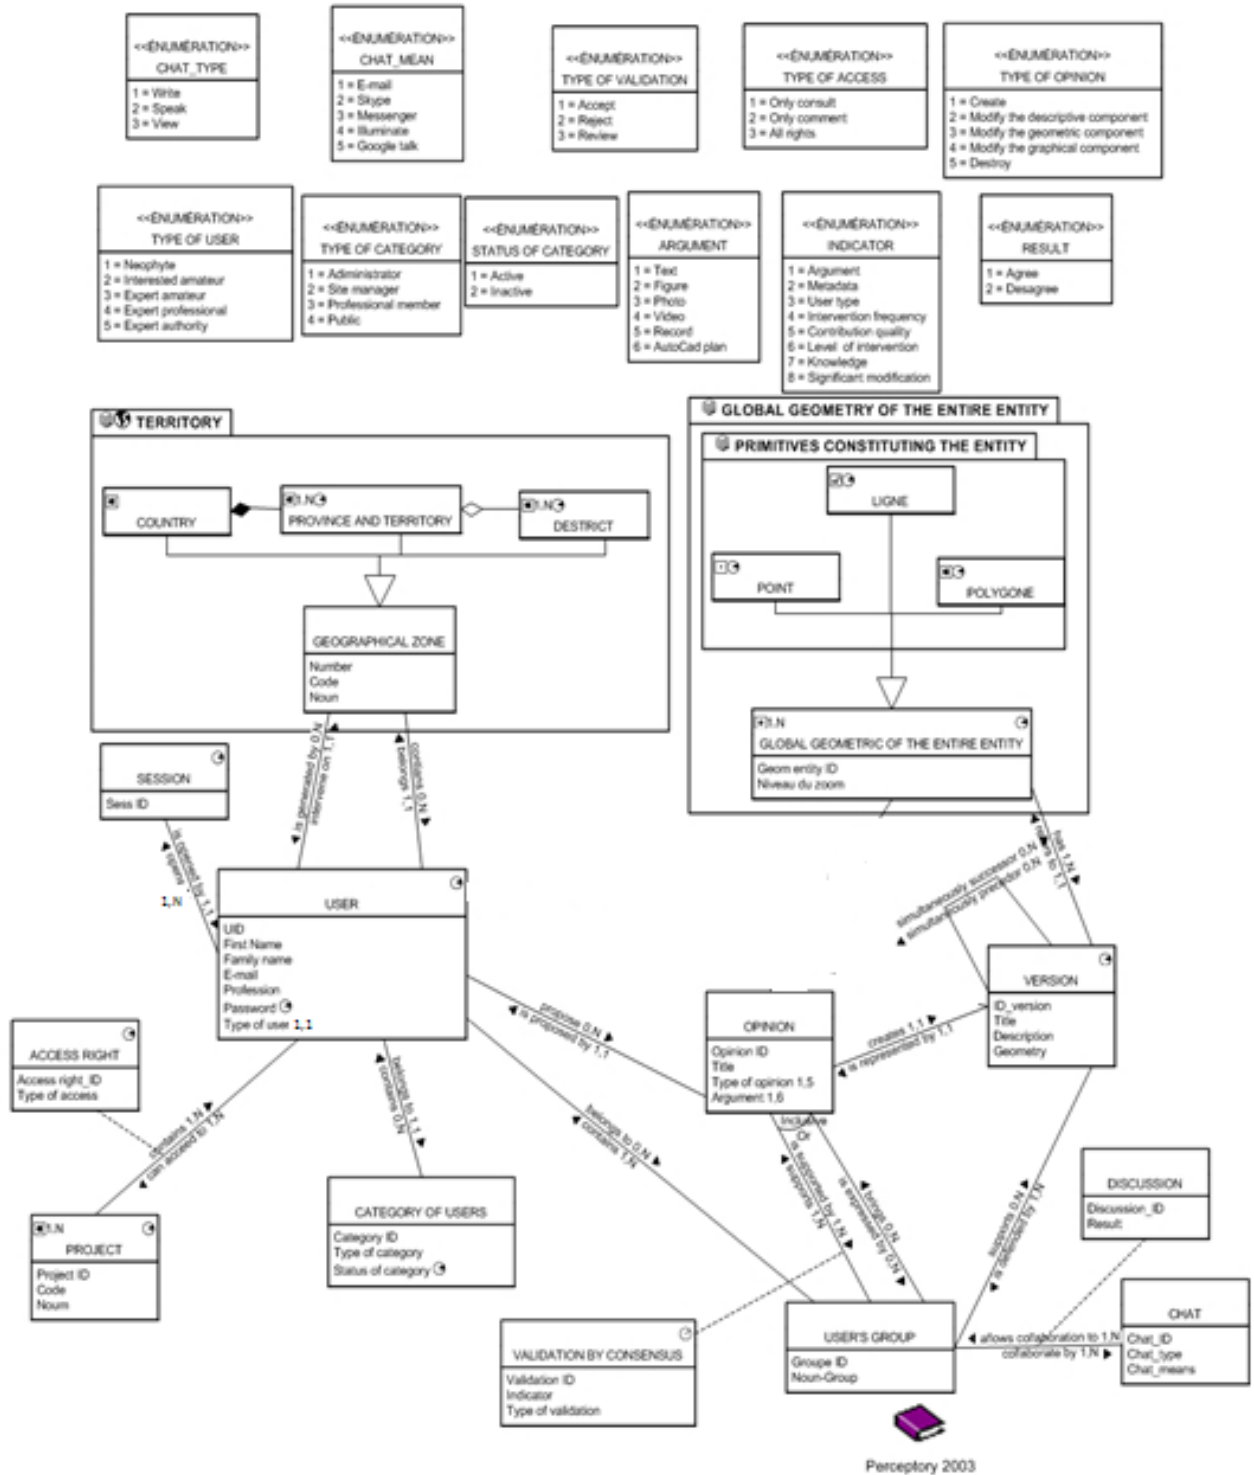 <<ÉNUMÉRATION>>
CHAT_TYPE
1 = Write
2 = Speak
3 = View
<<ÉNUMÉRATION>>
CHAT_MEAN
1 = E-mail
2 = Skype
3 = Messenger
4 = Illuminate
5 = Google talk
<<ÉNUMÉRATION>>
TYPE OF VALIDATION
1 = Accept
2 = Reject
3 = Review
<<ÉNUMÉRATION>>
TYPE OF ACCESS
1 = Only consult
2 = Only comment
3 = All rights
<<ÉNUMÉRATION>>
TYPE OF OPINION
1 = Create
2 = Modify the descriptive component
3 = Modify the geometric component
4 = Modify the graphical component
5 = Destroy
<<ÉNUMÉRATION>>
TYPE OF USER
1 = Neophyte
2 = Interested amateur
3 = Expert amateur
4 = Expert professional
5 = Expert authority
<<ÉNUMÉRATION>>
TYPE OF CATEGORY
1 = Administrator
2 = Site manager
3 = Professional member
4 = Public
<<ÉNUMÉRATION>>
STATUS OF CATEGORY
1 = Active
2 = Inactive
<<ÉNUMÉRATION>>
ARGUMENT
1 = Text
2 = Figure
3 = Photo
4 = Video
5 = Record
6 = AutoCad plan
<<ÉNUMÉRATION>>
INDICATOR
1 = Argument
2 = Metadata
3 = User type
4 = Intervention frequency
5 = Contribution quality
6 = Level of intervention
7 = Knowledge
8 = Significant modification
<<ÉNUMÉRATION>>
RESULT
1 = Agree
2 = Desagree
TERRITORY
COUNTRY
1.N
PROVINCE AND TERRITORY
1.N
DESTRICT
GEOGRAPHICAL ZONE
Number
Code
Noun
GLOBAL GEOMETRY OF THE ENTIRE ENTITY
PRIMITIVES CONSTITUTING THE ENTITY
LIGNE
POINT
POLYGONE
1.N
GLOBAL GEOMETRIC OF THE ENTIRE ENTITY
Geom entity ID
Niveau du zoom
is generated by 0,N
intervene on 1,1
contains 0,N
belongs 1,1
SESSION
Sess ID
is opened by 1,1
opens
1,N
USER
UID
First Name
Family name
E-mail
Profession
Password
Type of user 1,1
has 1,N
refers to 1,1
simultaneously successor 0,N
simultaneously precedor 0,N
VERSION
ID_version
Title
Description
Geometry
propose 0,N
is proposed by 1,1
OPINION
Opinion ID
Title
Type of opinion 1,5
Argument 1,6
creates 1,1
is represented by 1,1
ACCESS RIGHT
Access right_ID
Type of access
contains 1,N
can acceed to 1,N
belongs to 1,1
contains 0,N
belongs to 0,N
contains 1,N
Inclusive
Or
is supported by 1,N
supports 1,N
brings 0,N
is expressed by 0,N
supports 0,N
is defended by 1,N
DISCUSSION
Discussion_ID
Result
1.N
PROJECT
Project ID
Code
Noum
CATEGORY OF USERS
Category ID
Type of category
Status of category
VALIDATION BY CONSENSUS
Validation ID
Indicator
Type of validation
USER'S GROUP
Groupe ID
Noun-Group
allows collaboration to 1,N
collaborate by 1,N
CHAT
Chat_ID
Chat_type
Chat_means
Perceptory 2003